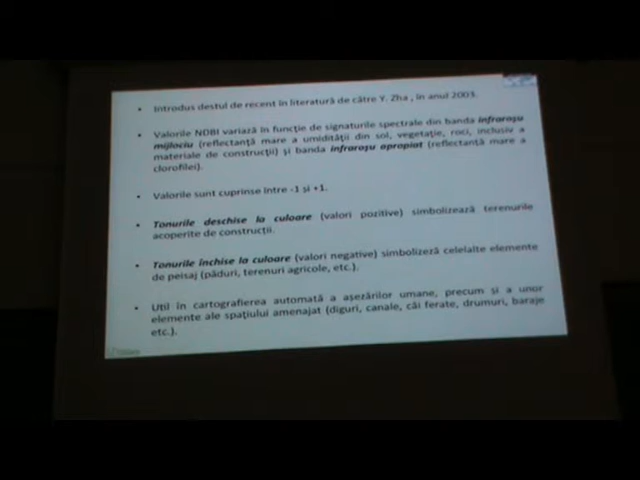 • Introdus destul de recent în literatură de către Y. Zha , în anul 2003.
• Valorile NDBI variază în funcție de signaturile spectrale din banda infraroșu
mijlociu (reflectanță mare a umidității din sol, vegetație, roci, inclusiv a
materiale de construcții) și banda infraroșu apropiat (reflectanță mare a
clorofilei).
• Valorile sunt cuprinse între -1 și +1.
• Tonurile deschise la culoare (valori pozitive) simbolizează terenurile
acoperite de construcții.
• Tonurile închise la culoare (valori negative) simbolizeză celelalte elemente
de peisaj (păduri, terenuri agricole, etc.).
• Util în cartografierea automată a așezărilor umane, precum și a unor
elemente ale spațiului amenajat (diguri, canale, căi ferate, drumuri, baraje
etc.).